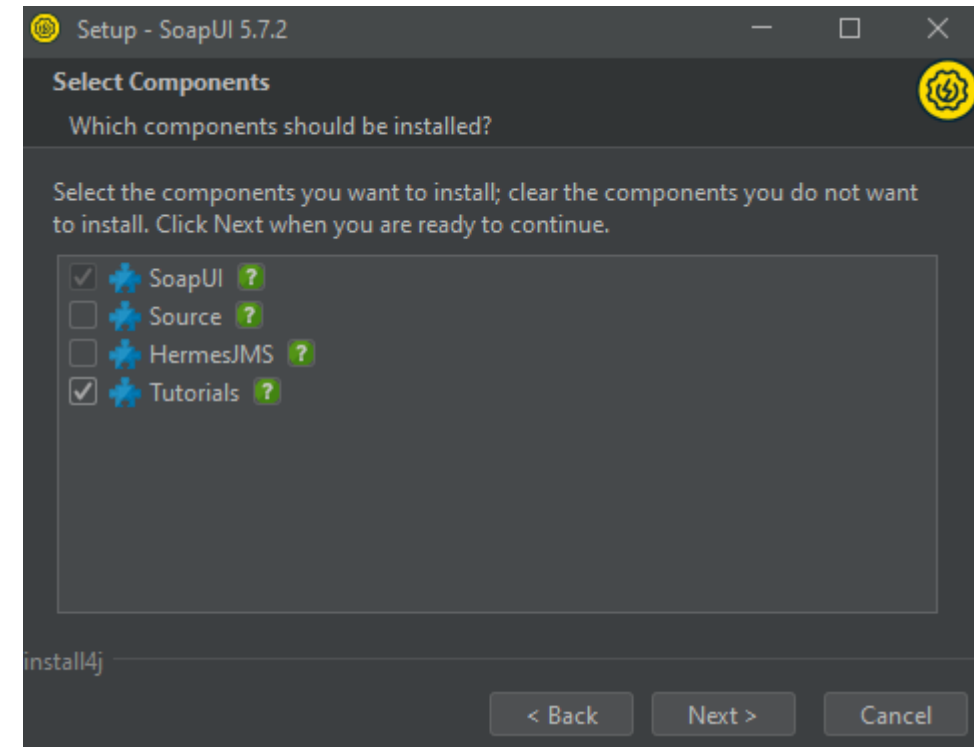 Setup - SoapUI 5.7.2
Select Components
Which components should be installed?
Select the components you want to install; clear the components you do not want
to install. Click Next when you are ready to continue.
SoapUI ?
Source ?
HermesJMS ?
Tutorials ?
install4j
< Back Next > Cancel